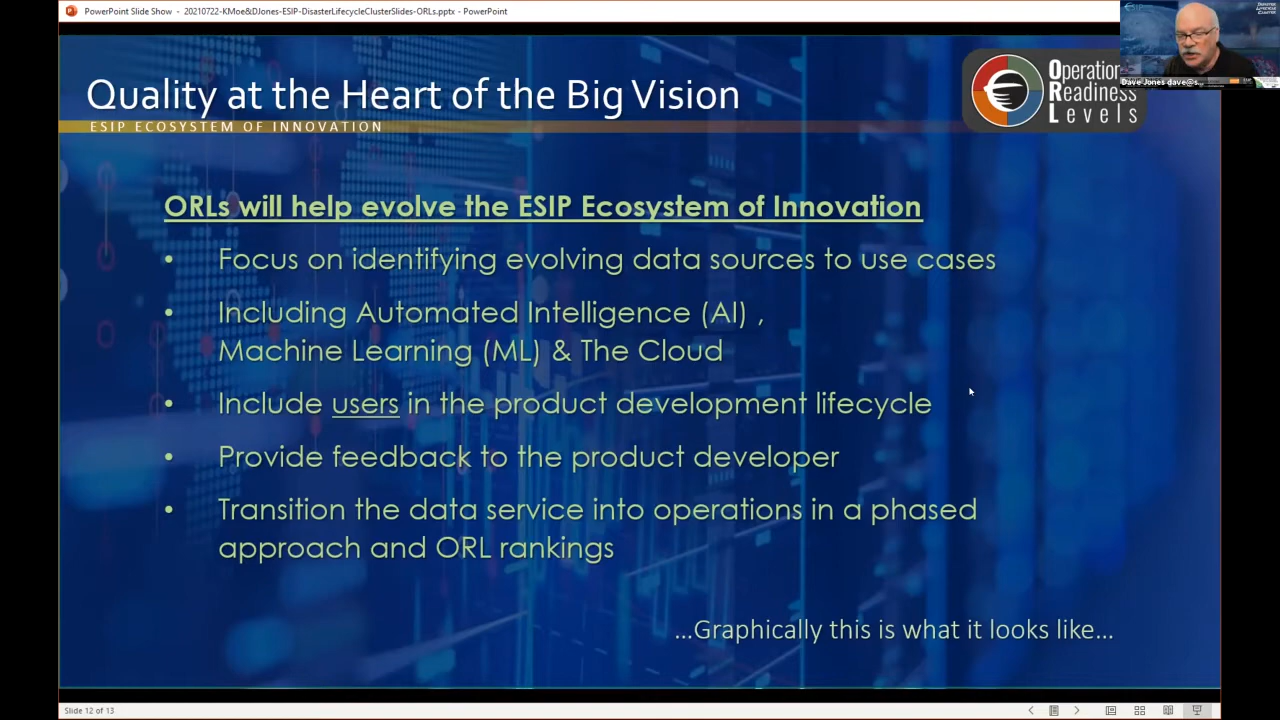 PowerPoint Slide Show - 20210722-KMoe&DJones-ESIP-DisasterLifecycleClusterSlides-ORLs.pptx - PowerPoint
Dave Jones dave@s...
Quality at the Heart of the Big Vision
ESIP ECOSYSTEM OF INNOVATION
Operation
Readiness
Levels
ORLs will help evolve the ESIP Ecosystem of Innovation
• Focus on identifying evolving data sources to use cases
• Including Automated Intelligence (AI) ,
Machine Learning (ML) & The Cloud
• Include users in the product development lifecycle
• Provide feedback to the product developer
• Transition the data service into operations in a phased
approach and ORL rankings
...Graphically this is what it looks like...
Slide 12 of 13